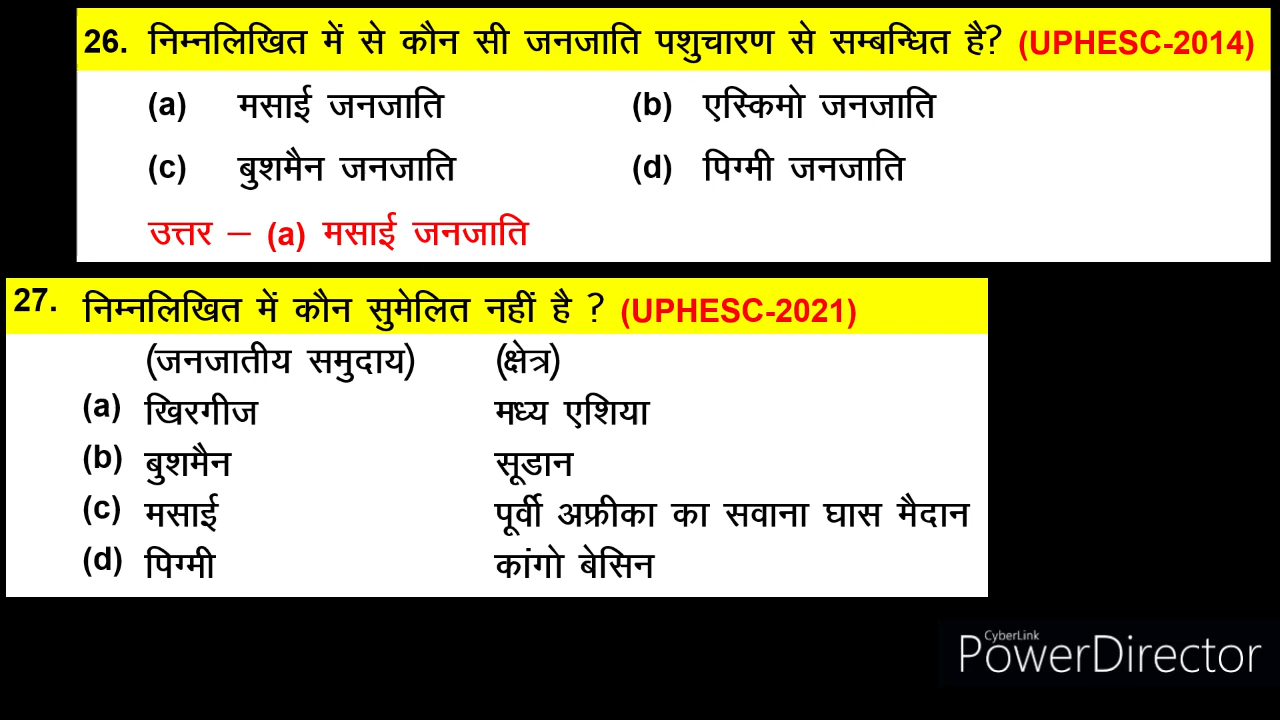 26. निम्नलिखित में से कौन सी जनजाति पशुचारण से सम्बन्धित है? (UPHESC-2014)
(a) मसाई जनजाति (b) एस्किमो जनजाति
(c) बुशमैन जनजाति (d) पिग्मी जनजाति
उत्तर – (a) मसाई जनजाति
27. निम्नलिखित में कौन सुमेलित नहीं है ? (UPHESC-2021)
(जनजातीय समुदाय) (क्षेत्र)
(a) खिरगीज मध्य एशिया
(b) बुशमैन सूडान
(c) मसाई पूर्वी अफ्रीका का सवाना घास मैदान
(d) पिग्मी कांगो बेसिन
CyberLink
PowerDirector